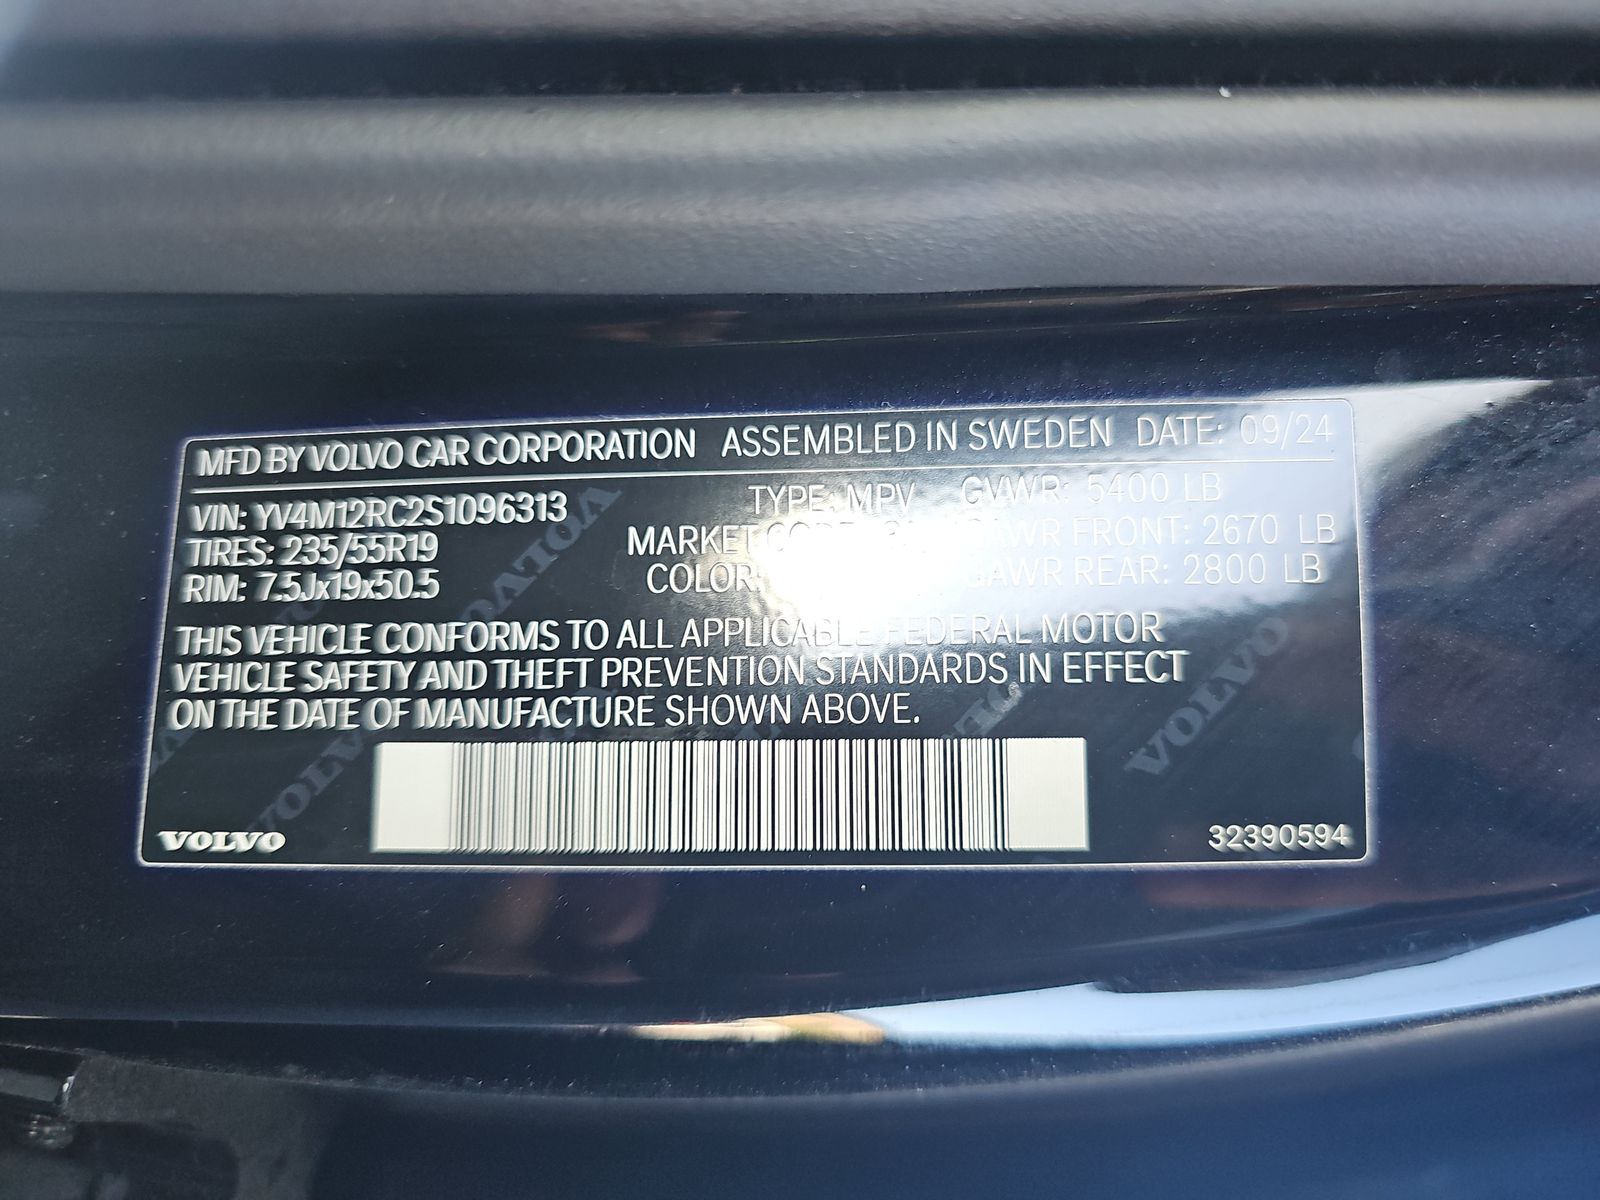 MFD BY VOLVO CAR CORPORATION ASSEMBLED IN SWEDEN DATE: 09/24
VIN: YV4M12RC2S1096313 TYPE: MPV GVWR: 5400 LB
TIRES: 235/55R19 MARKET GAWR FRONT: 2670 LB
RIM: 7.5Jx19x50.5 COLOR: GAWR REAR: 2800 LB
THIS VEHICLE CONFORMS TO ALL APPLICABLE FEDERAL MOTOR
VEHICLE SAFETY AND THEFT PREVENTION STANDARDS IN EFFECT
ON THE DATE OF MANUFACTURE SHOWN ABOVE.
VOLVO 32390594